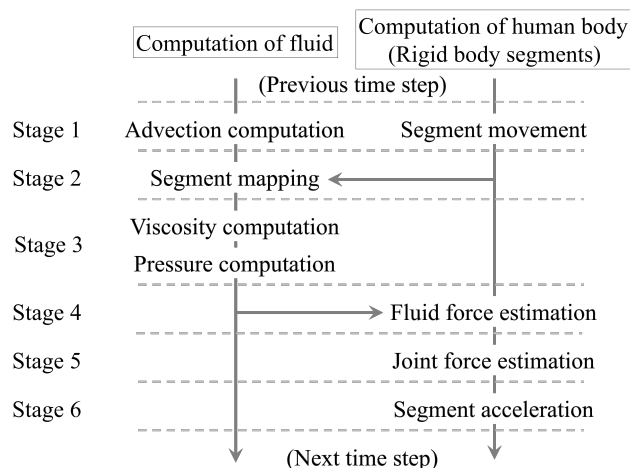 Computation of fluid
Computation of human body
(Rigid body segments)
(Previous time step)
Stage 1
Advection computation
Segment movement
Stage 2
Segment mapping
Stage 3
Viscosity computation
Pressure computation
Stage 4
Fluid force estimation
Stage 5
Joint force estimation
Stage 6
Segment acceleration
(Next time step)